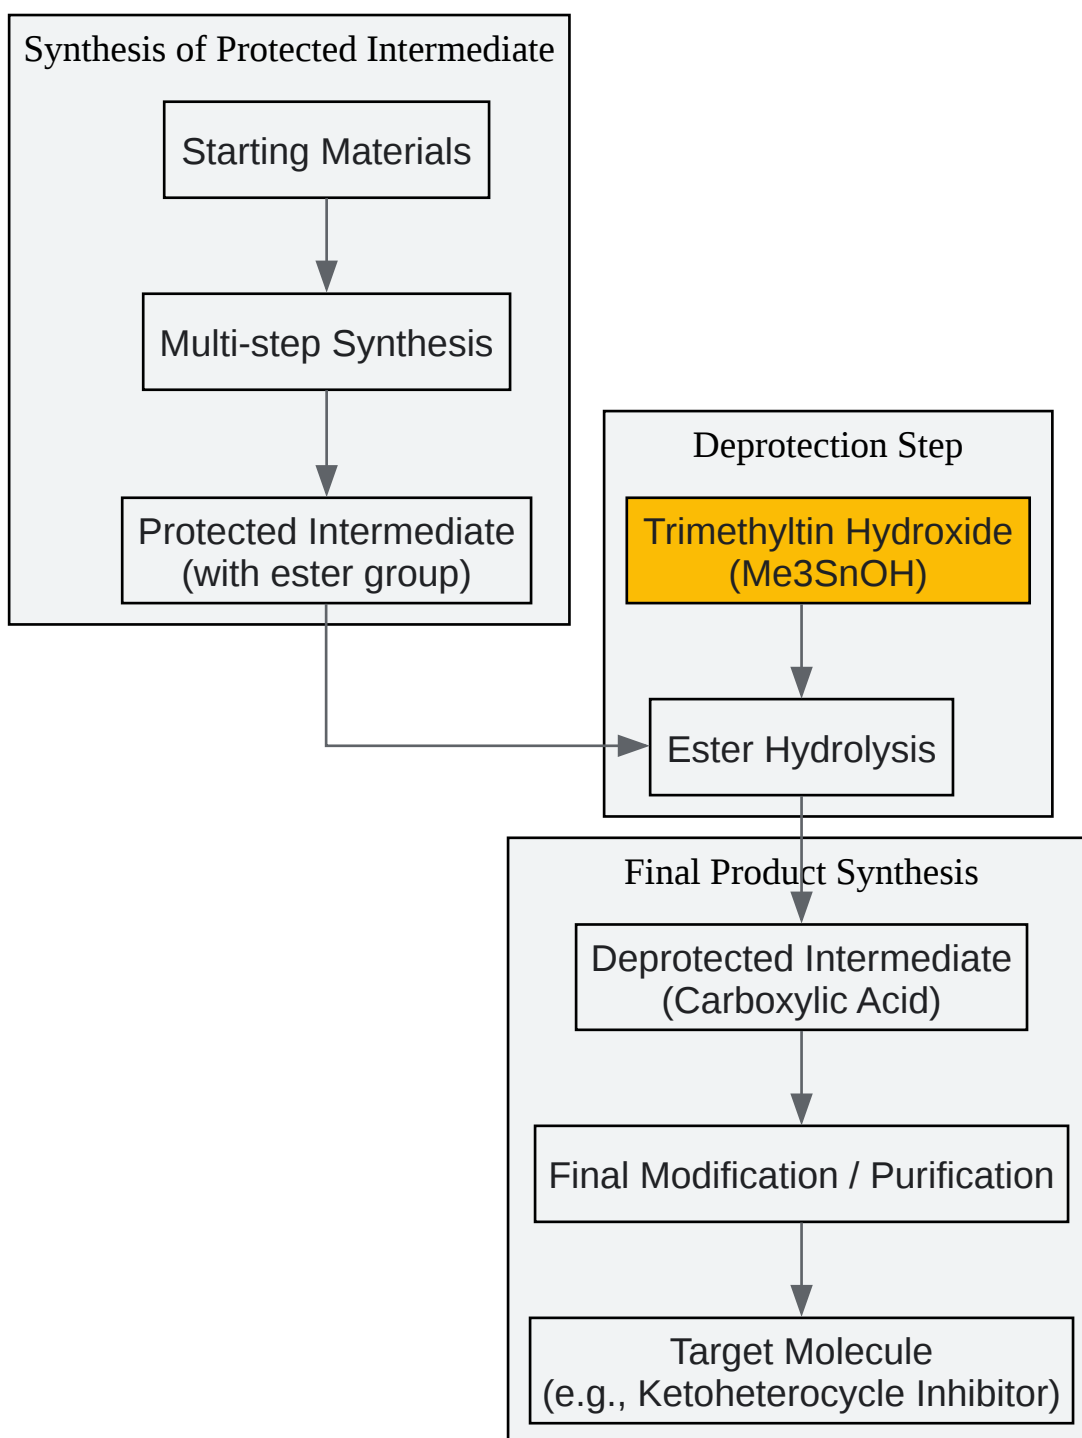 Synthesis of Protected Intermediate
Starting Materials
Multi-step Synthesis
Protected Intermediate
(with ester group)
Deprotection Step
Trimethyltin Hydroxide
(Me3SnOH)
Ester Hydrolysis
Final Product Synthesis
Deprotected Intermediate
(Carboxylic Acid)
Final Modification / Purification
Target Molecule
(e.g., Ketoheterocycle Inhibitor)